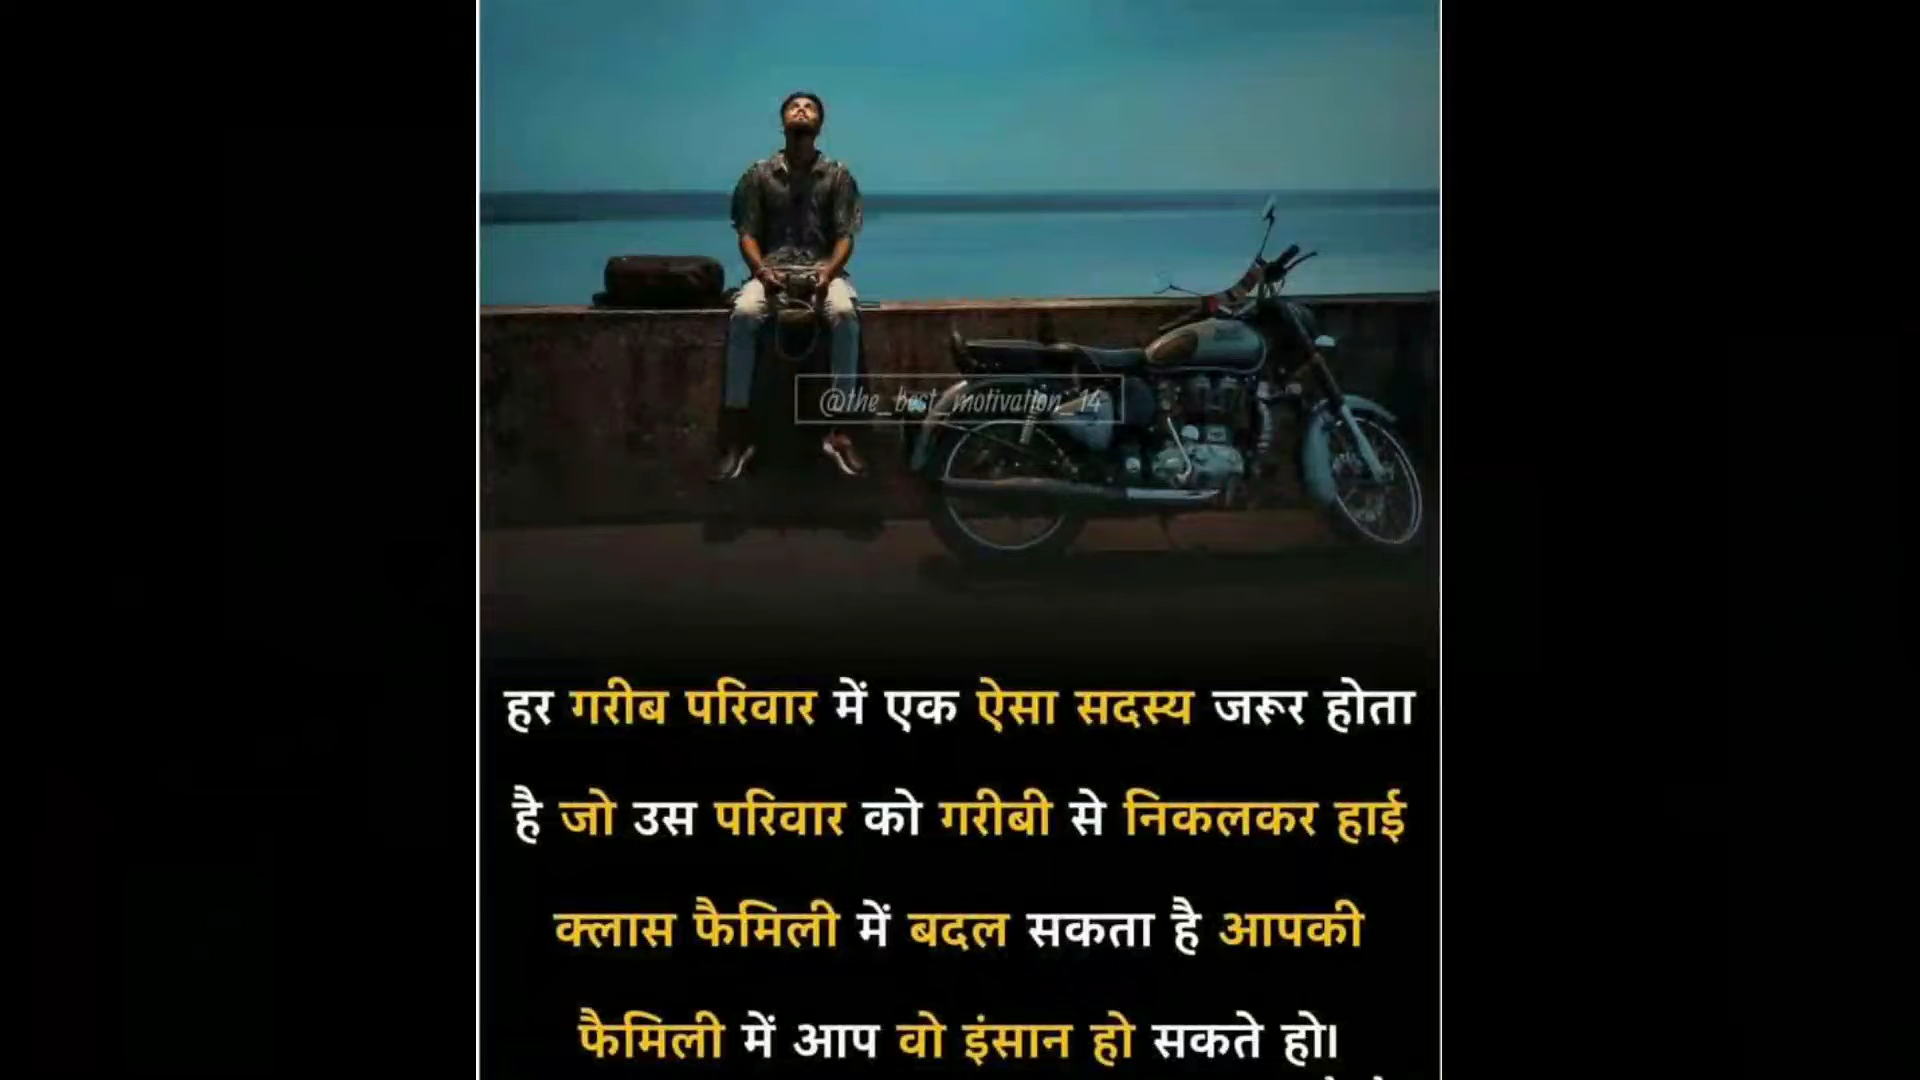 @the_best_motivation_14
हर गरीब परिवार में एक ऐसा सदस्य जरूर होता
है जो उस परिवार को गरीबी से निकलकर हाई
क्लास फैमिली में बदल सकता है आपकी
फैमिली में आप वो इंसान हो सकते हो।